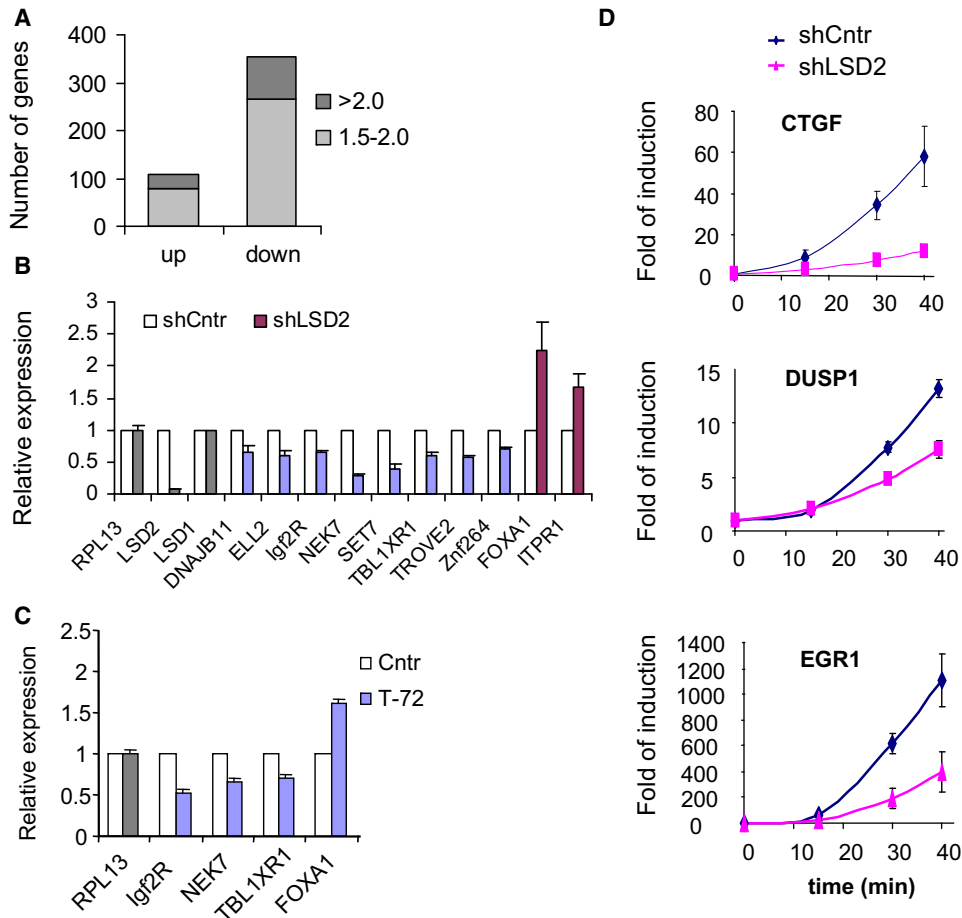 A
Number of genes
400
300
200
100
0
up
down
>2.0
1.5-2.0
B
Relative expression
3
2.5
2
1.5
1
0.5
0
shCntr
shLSD2
RPL13
LSD2
LSD1
DNAJB11
ELL2
Igf2R
NEK7
SET7
TBL1XR1
TROVE2
Znf264
FOXA1
ITPR1
C
Relative expression
2.5
2
1.5
1
0.5
0
Cntr
T-72
RPL13
Igf2R
NEK7
TBL1XR1
FOXA1
D
shCntr
shLSD2
CTGF
Fold of induction
80
60
40
20
0
0 10 20 30 40
DUSP1
Fold of induction
15
10
5
0
0 10 20 30 40
EGR1
Fold of induction
1400
1200
1000
800
600
400
200
0
0 10 20 30 40
time (min)